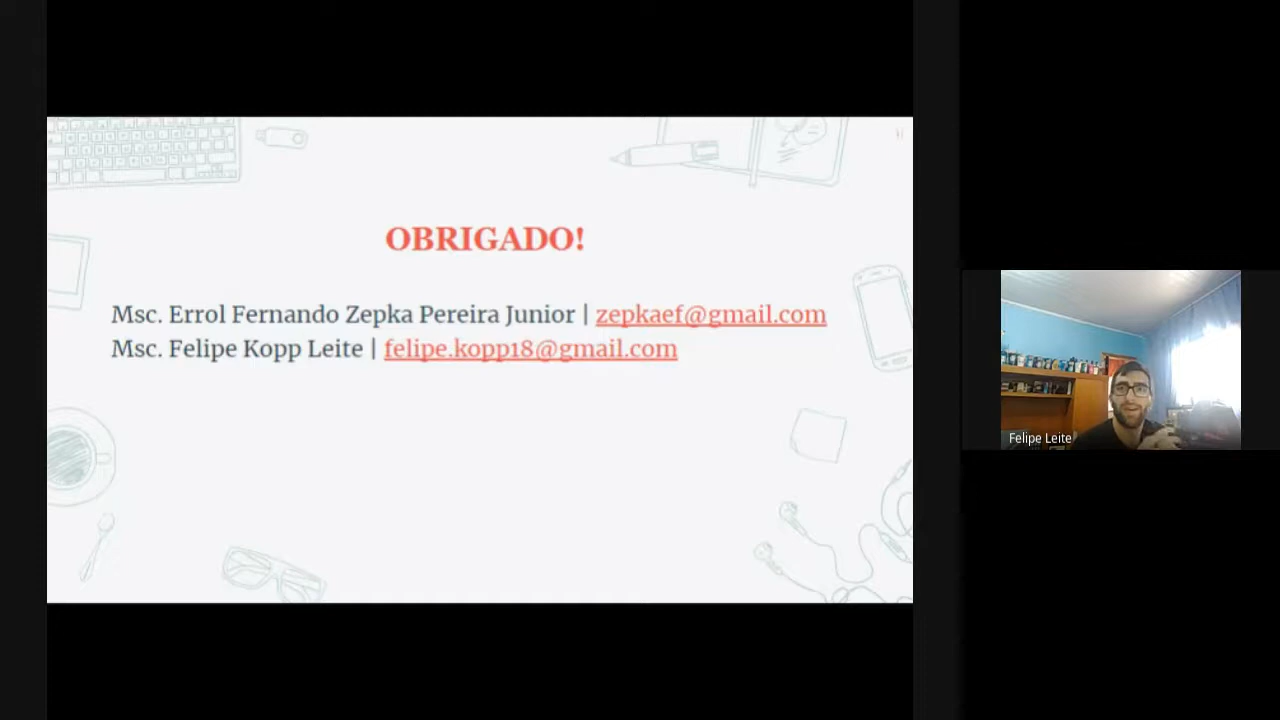 OBRIGADO!
Msc. Errol Fernando Zepka Pereira Junior | zepkaef@gmail.com
Msc. Felipe Kopp Leite | felipe.kopp18@gmail.com
Felipe Leite